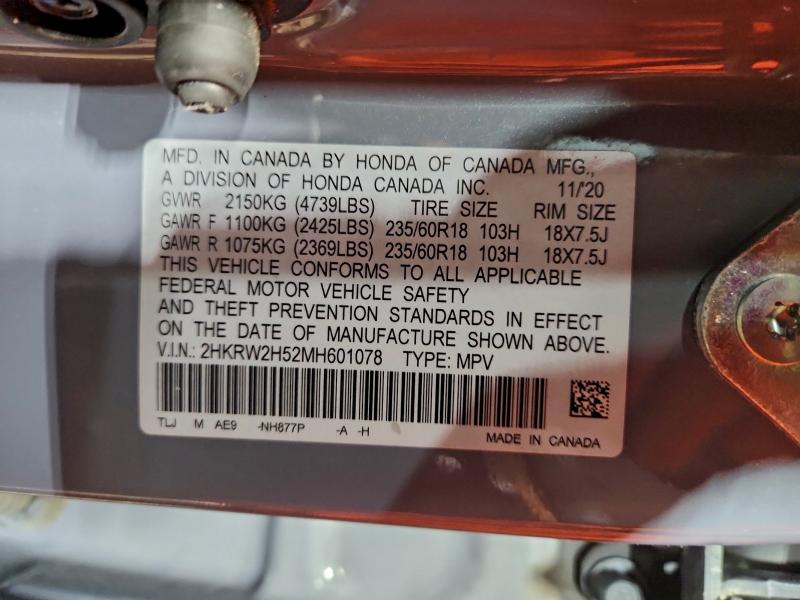 MFD. IN CANADA BY HONDA OF CANADA MFG.,
A DIVISION OF HONDA CANADA INC. 11/'20
GVWR 2150KG (4739LBS) TIRE SIZE RIM SIZE
GAWR F 1100KG (2425LBS) 235/60R18 103H 18X7.5J
GAWR R 1075KG (2369LBS) 235/60R18 103H 18X7.5J
THIS VEHICLE CONFORMS TO ALL APPLICABLE
FEDERAL MOTOR VEHICLE SAFETY
AND THEFT PREVENTION STANDARDS IN EFFECT
ON THE DATE OF MANUFACTURE SHOWN ABOVE.
V.I.N.: 2HKRW2H52MH601078 TYPE: MPV
TLJ M AE9 -NH877P -A -H MADE IN CANADA